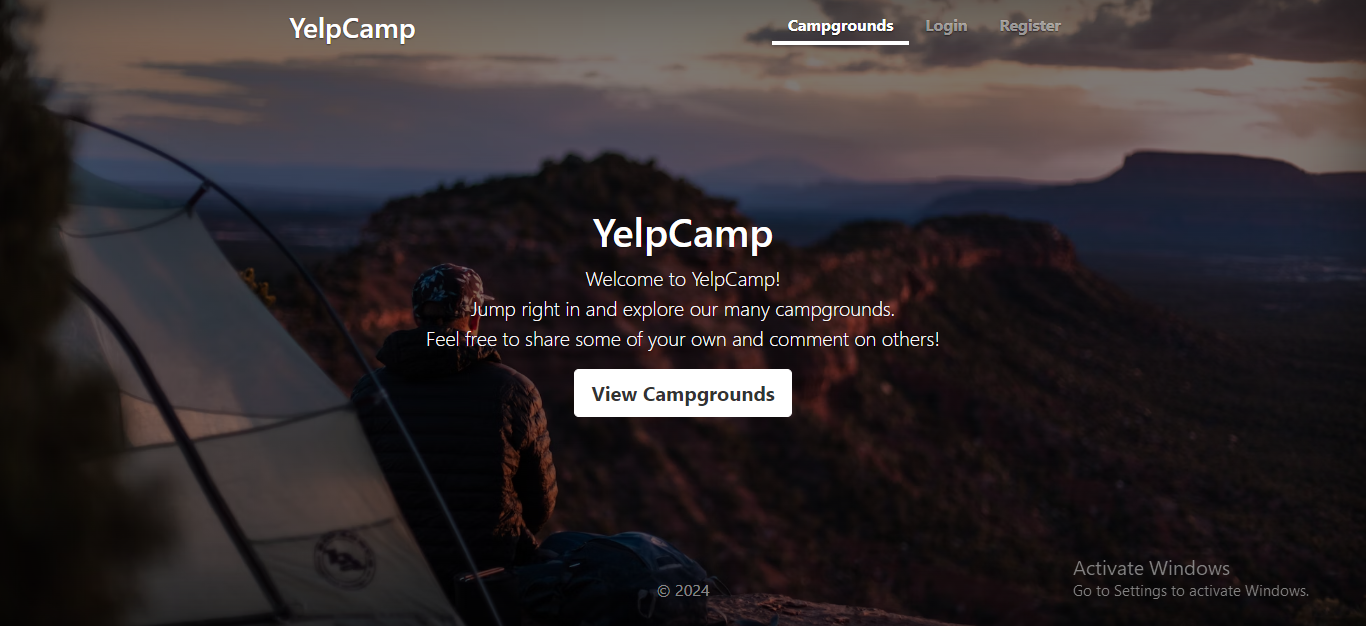 YelpCamp
Campgrounds Login Register
YelpCamp
Welcome to YelpCamp!
Jump right in and explore our many campgrounds.
Feel free to share some of your own and comment on others!
View Campgrounds
© 2024
Activate Windows
Go to Settings to activate Windows.